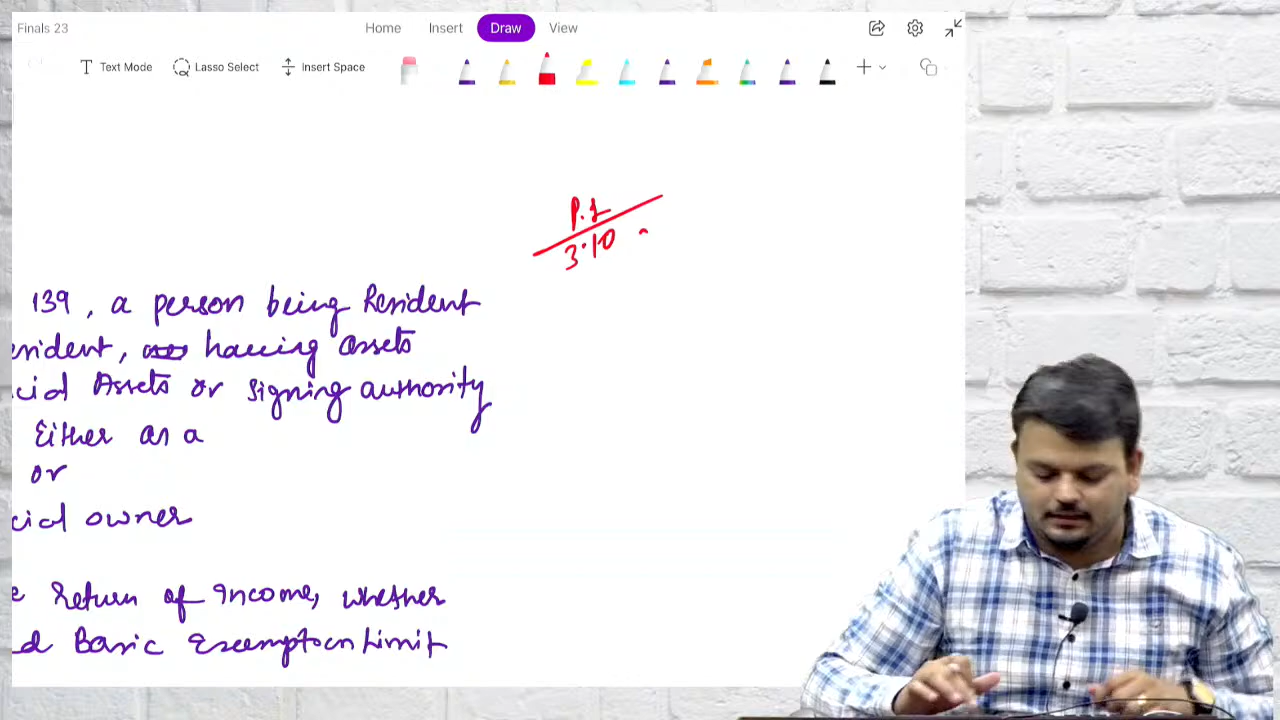 Finals 23
Home Insert Draw View
Text Mode Lasso Select Insert Space
P.1
3.10
139, a person being Resident
esident, having Assets
cial Assets or signing authority
Either as a
or
cial owner
e Return of Income, whether
d Basic Exemption Limit